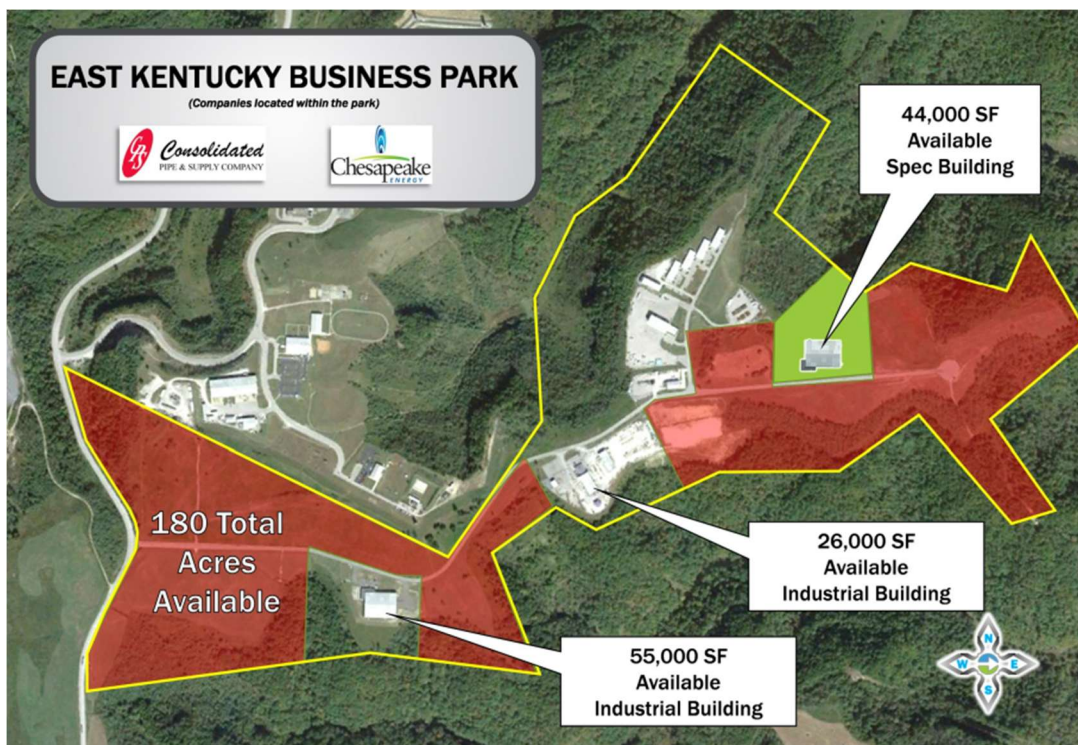 EAST KENTUCKY BUSINESS PARK
(Companies located within the park)
CPS
Consolidated
PIPE & SUPPLY COMPANY
Chesapeake
ENERGY
44,000 SF
Available
Spec Building
180 Total
Acres
Available
26,000 SF
Available
Industrial Building
55,000 SF
Available
Industrial Building
N
W
E
S